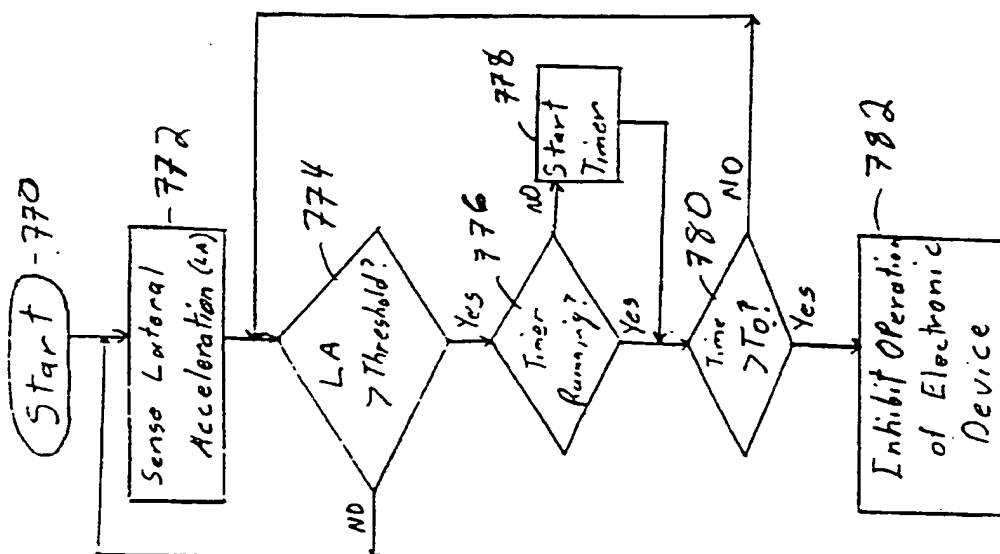 Start
770
Sense Lateral
Acceleration (LA)
772
LA
> Threshold?
774
NO
Yes
Timer
Running?
776
NO
Start
Timer
778
Yes
Time
> To?
780
NO
Yes
Inhibit Operation
of Electronic
Device
782